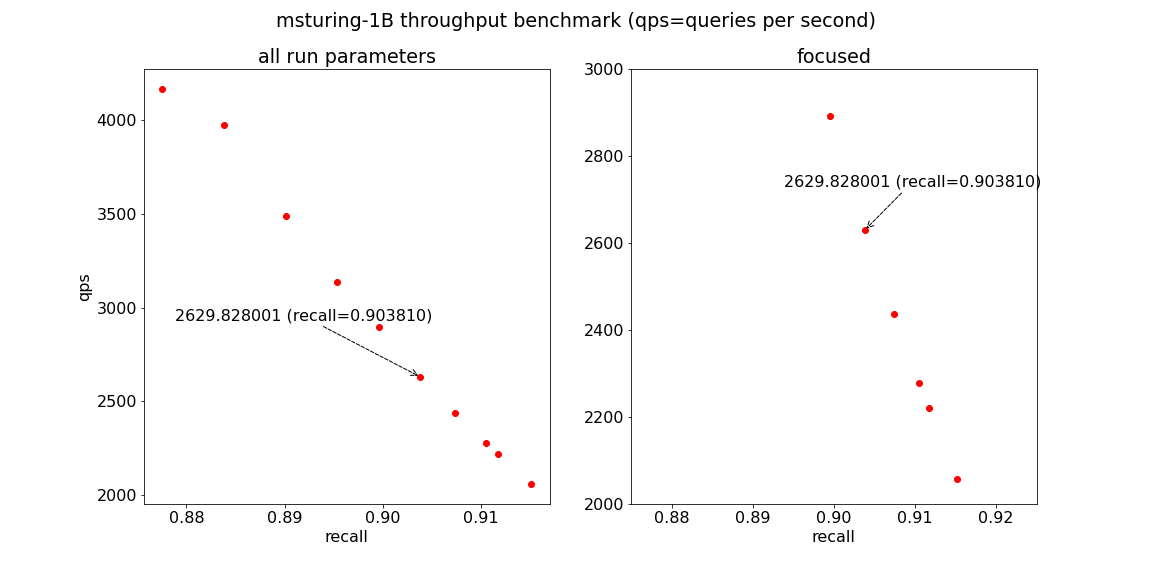 msturing-1B throughput benchmark (qps=queries per second)
all run parameters
4000
3500
3000
2500
2000
qps
2629.828001 (recall=0.903810)
0.88 0.89 0.90 0.91
recall
focused
3000
2800
2600
2400
2200
2000
2629.828001 (recall=0.903810)
0.88 0.89 0.90 0.91 0.92
recall